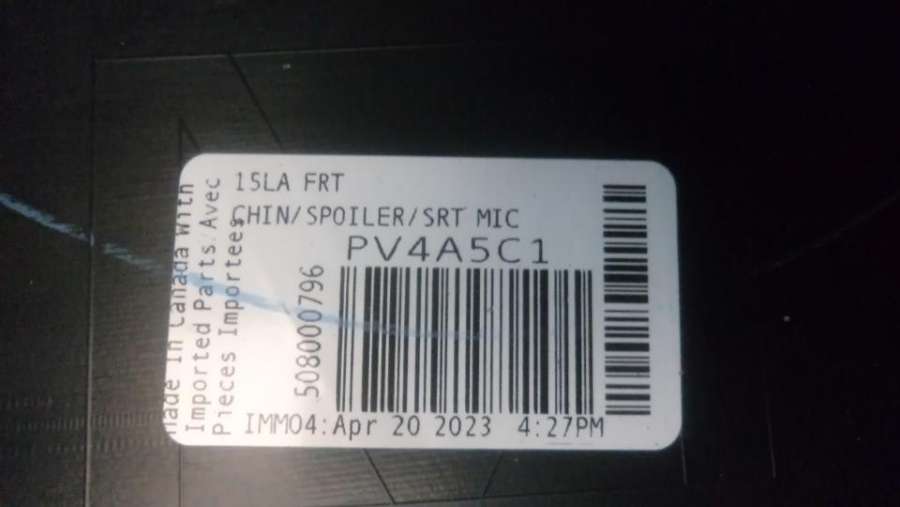 15LA FRT
CHIN/SPOILER/SRT MIC
PV4A5C1
508000796
IMM04:Apr 20 2023 4:27PM
Made in Canada With
Imported Parts/Avec
Pieces Importees